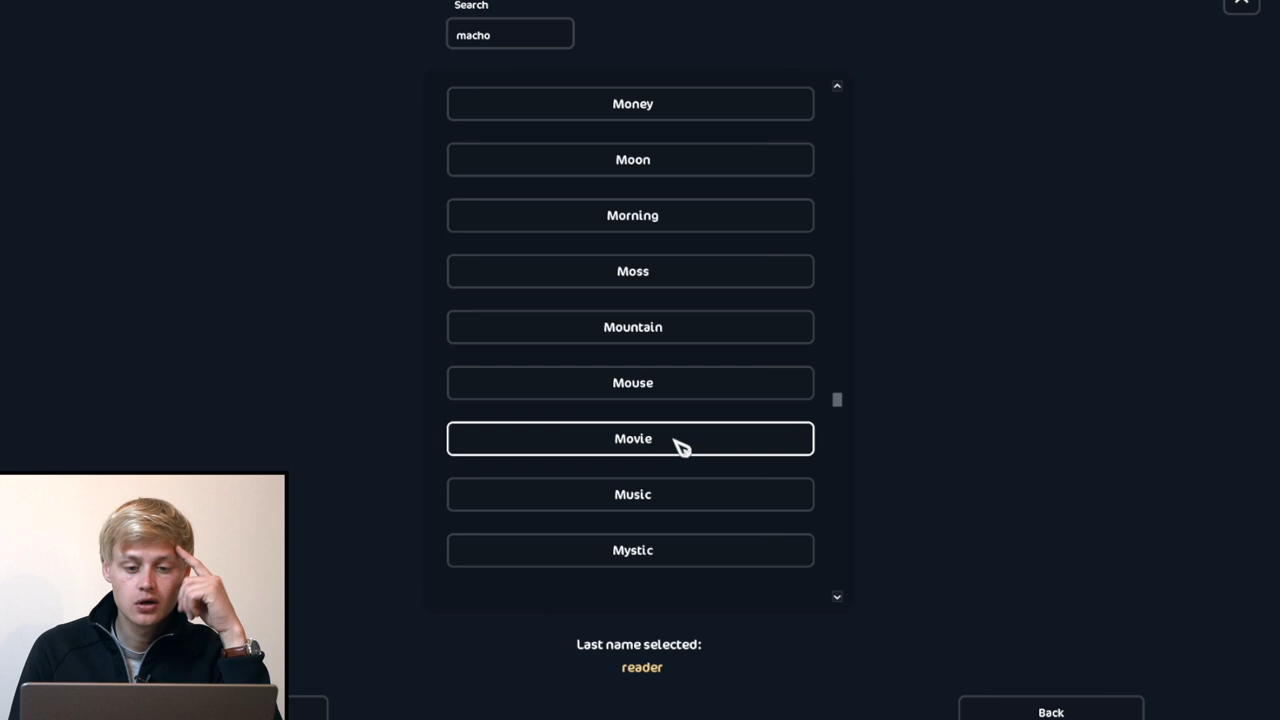 Search
macho
Money
Moon
Morning
Moss
Mountain
Mouse
Movie
Music
Mystic
Last name selected:
reader
Back